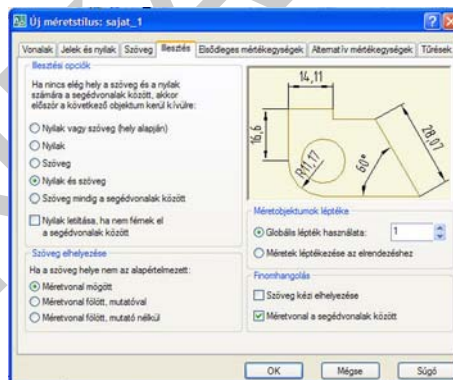 Új méretstílus: sajat_1
Vonalak
Jelek és nyilak
Szöveg
Illesztés
Elsődleges mértékegységek
Alternatív mértékegységek
Tűrések
Illesztési opciók
Ha nincs elég hely a szöveg és a nyilak
számára a segédvonalak között, akkor
először a következő objektum kerül kívülre:
Nyilak vagy szöveg (hely alapján)
Nyilak
Szöveg
Nyilak és szöveg
Szöveg mindig a segédvonalak között
Nyilak letiltása, ha nem férnek el
a segédvonalak között
Szöveg elhelyezése
Ha a szöveg helye nem az alapértelmezett:
Méretvonal mögött
Méretvonal fölött, mutatóval
Méretvonal fölött, mutató nélkül
14,11
16,6
R11,17
60°
28,07
Méretobjektumok léptéke
Globális lépték használata:
1
Méretek léptékezése az elrendezéshez
Finomhangolás
Szöveg kézi elhelyezése
Méretvonal a segédvonalak között
OK
Mégse
Súgó